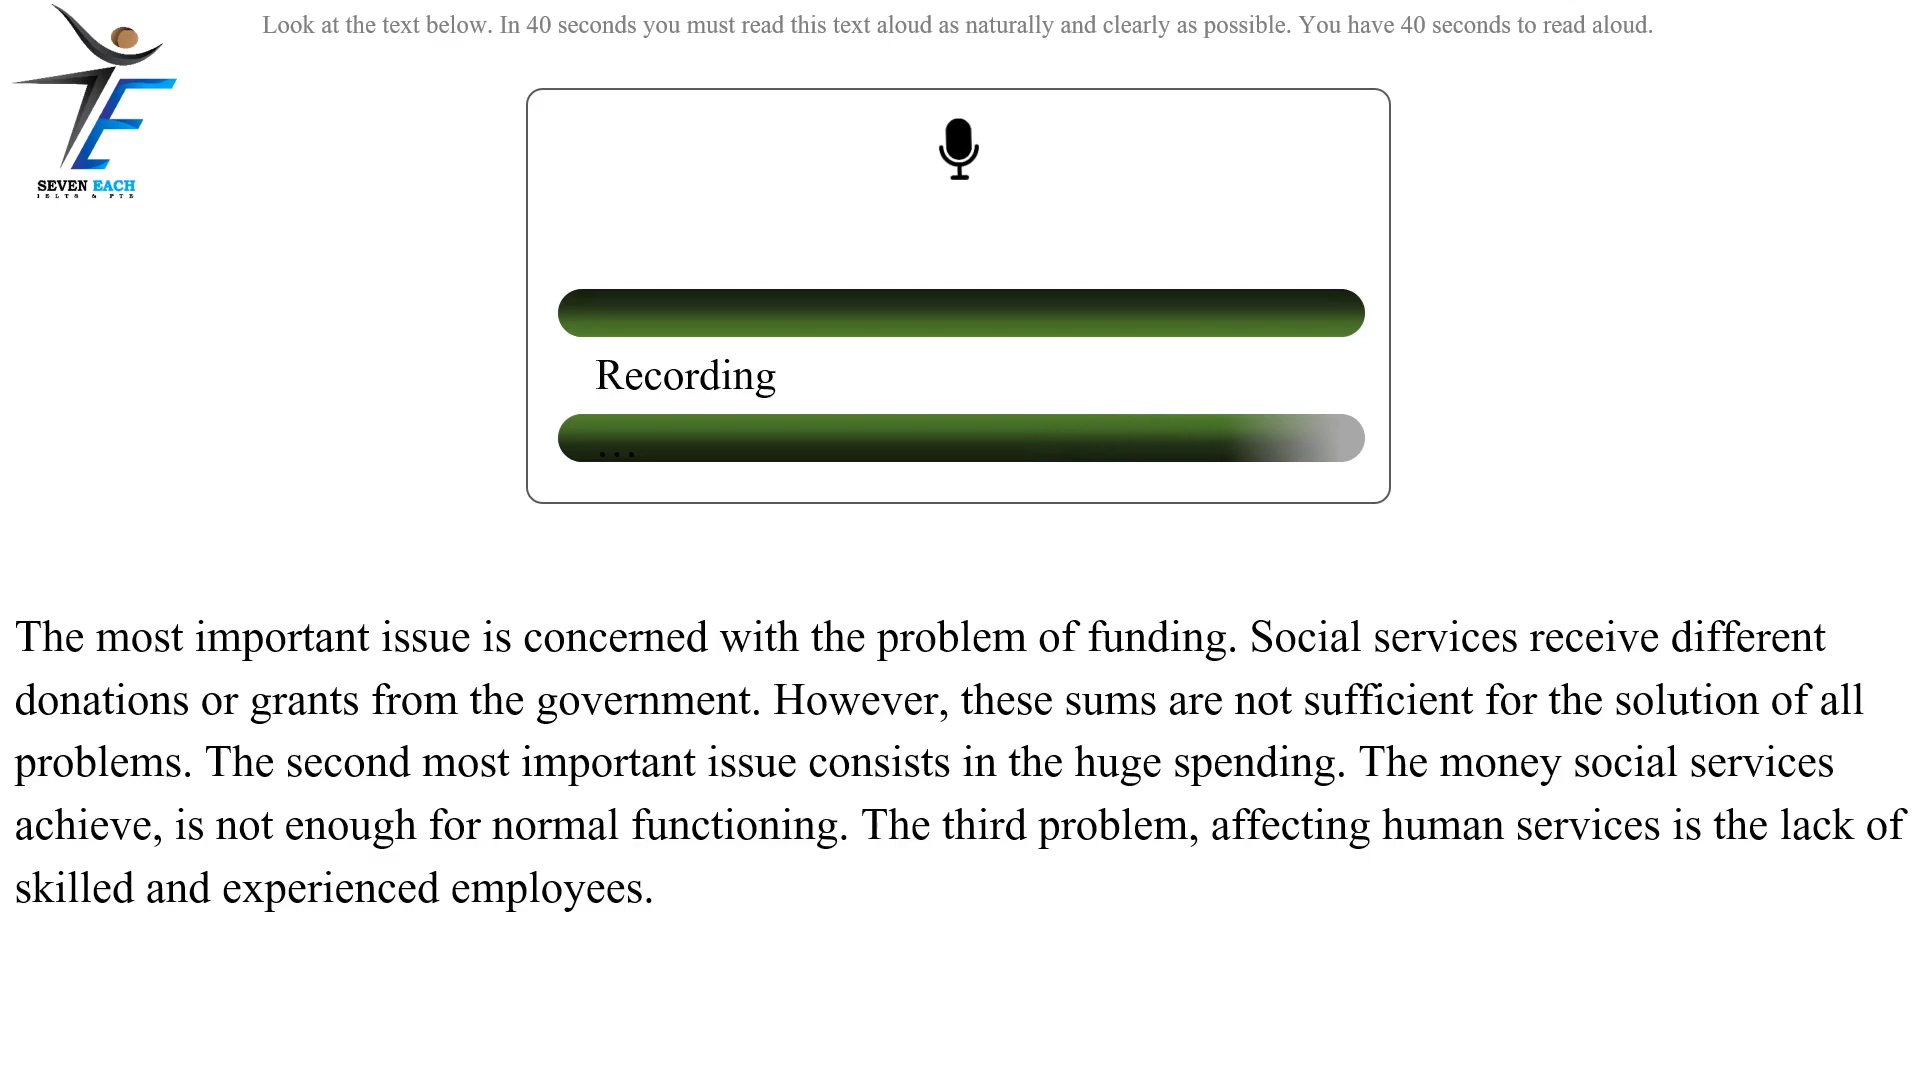 Look at the text below. In 40 seconds you must read this text aloud as naturally and clearly as possible. You have 40 seconds to read aloud.
SEVEN EACH
IELTS & PTE
Recording
...
The most important issue is concerned with the problem of funding. Social services receive different
donations or grants from the government. However, these sums are not sufficient for the solution of all
problems. The second most important issue consists in the huge spending. The money social services
achieve, is not enough for normal functioning. The third problem, affecting human services is the lack of
skilled and experienced employees.